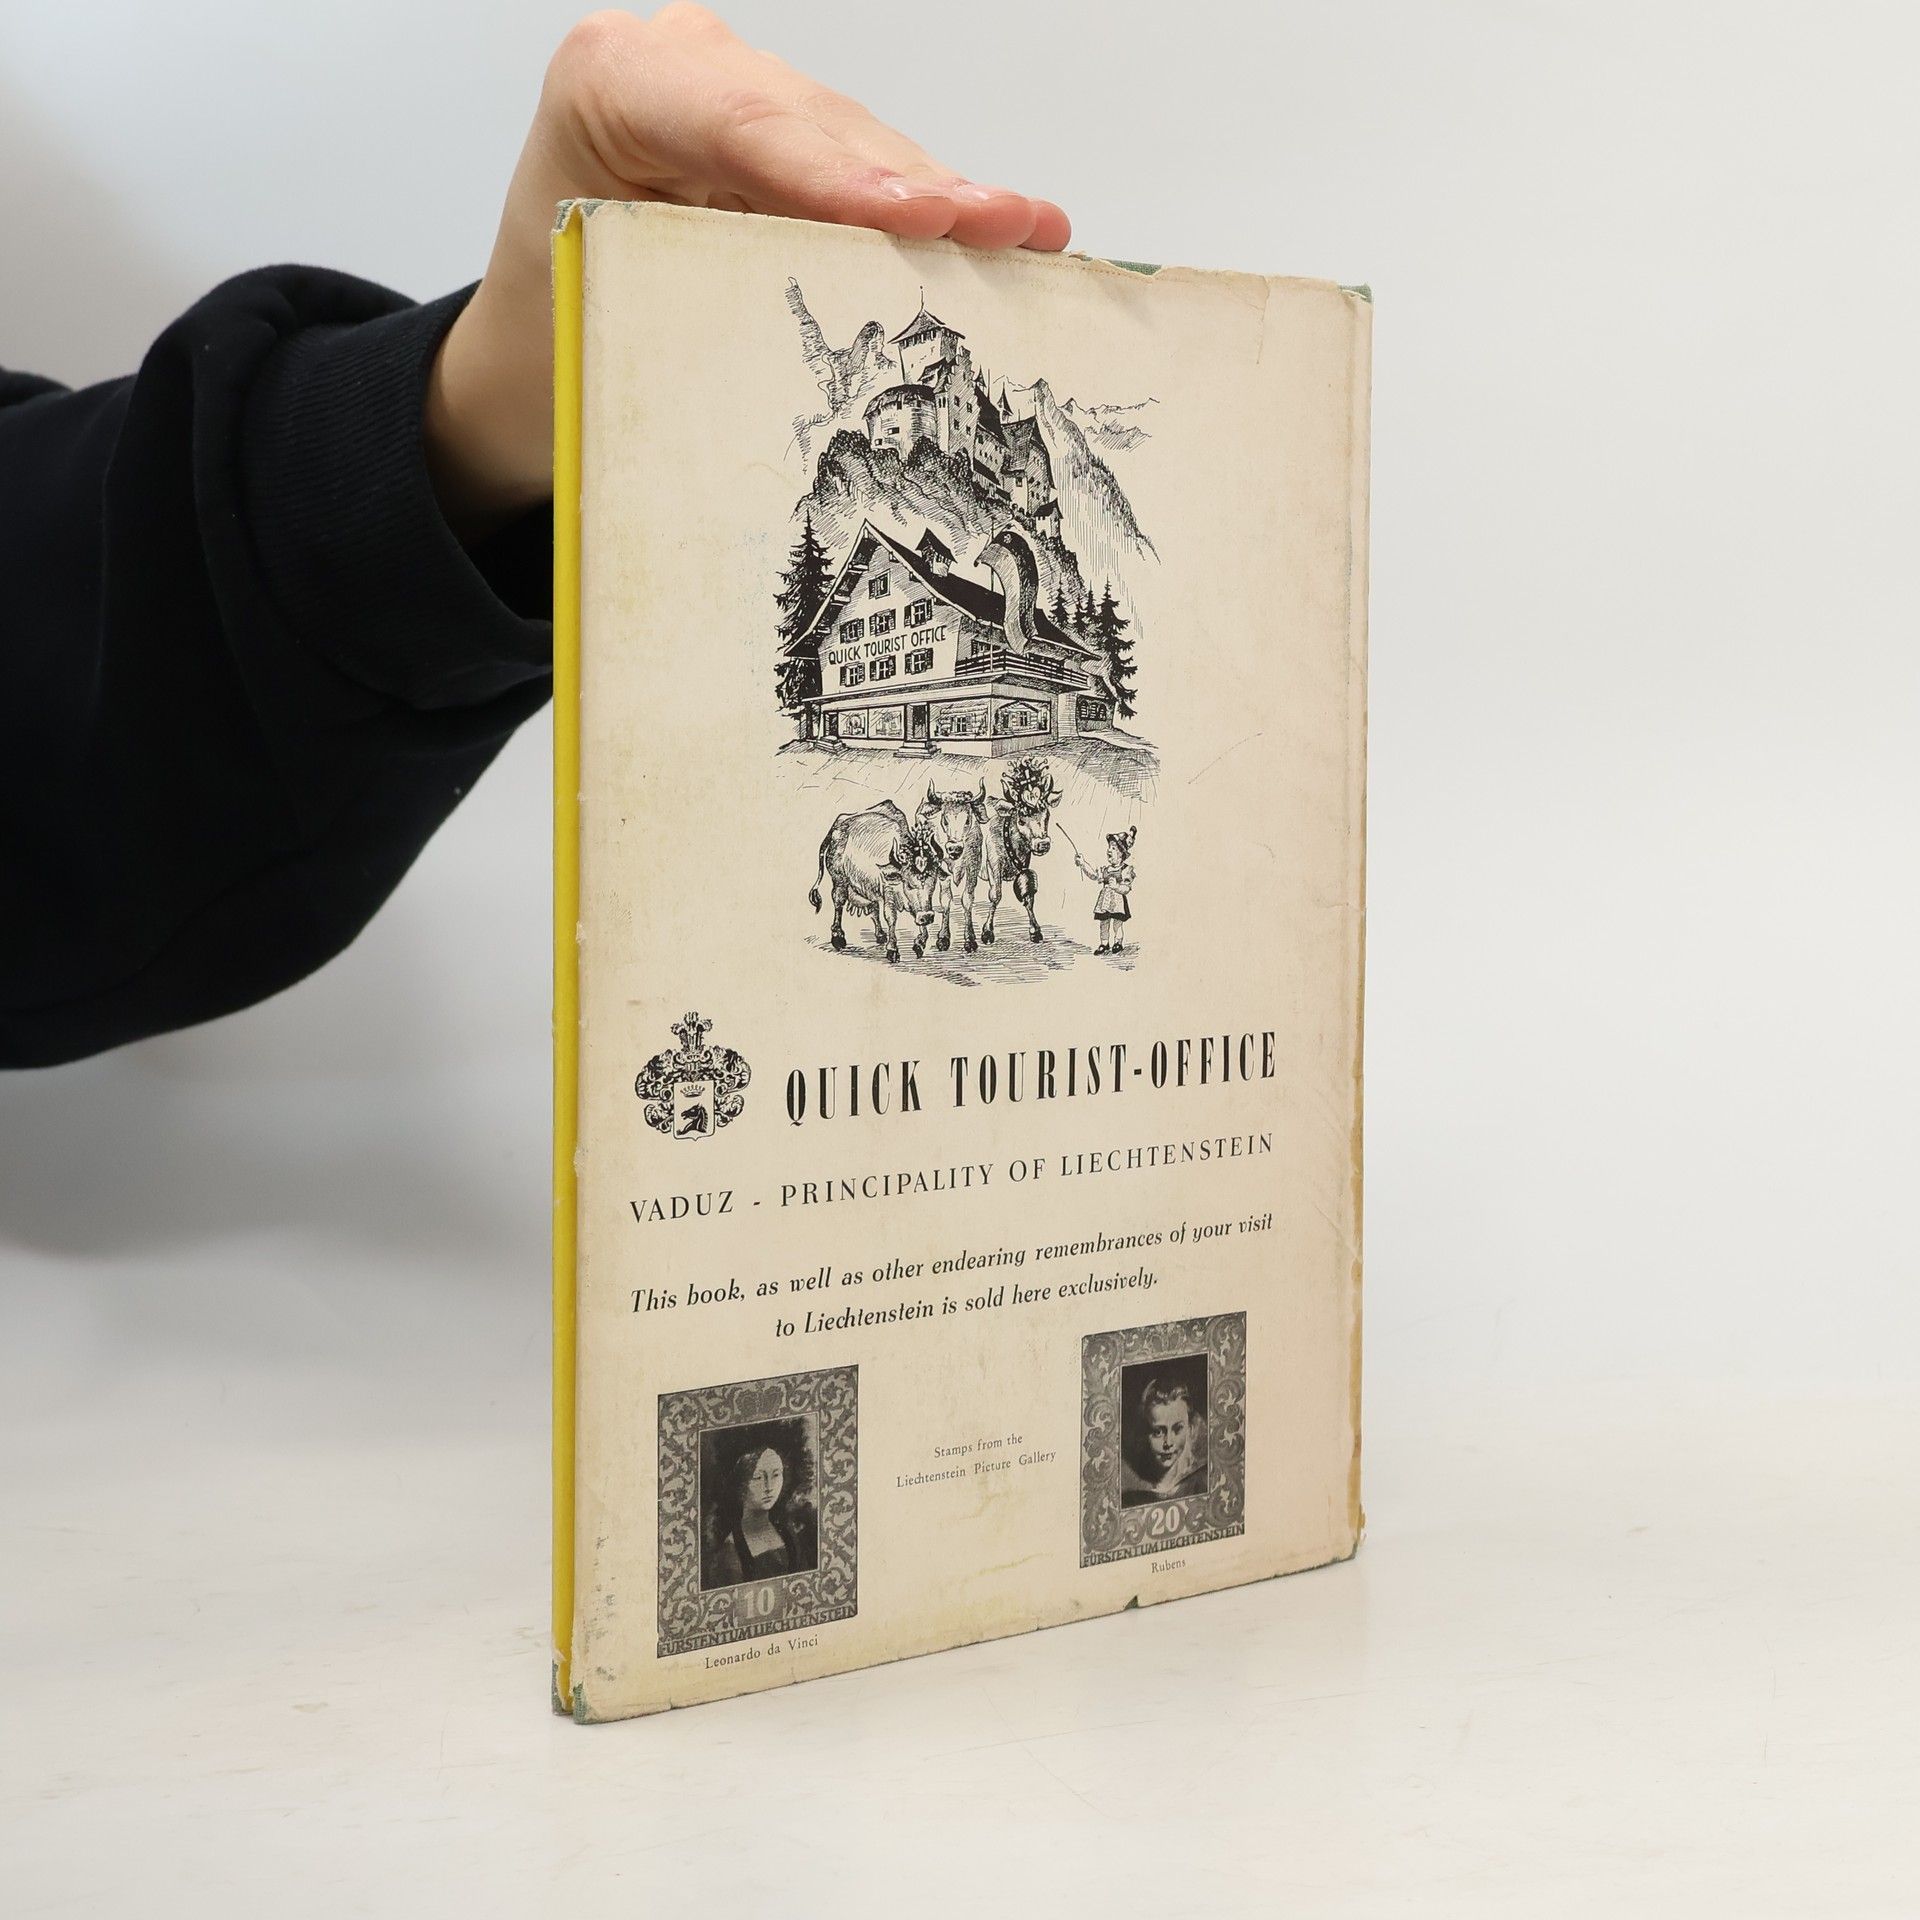 QUICK TOURIST OFFICE
QUICK TOURIST-OFFICE
VADUZ - PRINCIPALITY OF LIECHTENSTEIN
This book, as well as other endearing remembrances of your visit
to Liechtenstein is sold here exclusively.
Stamps from the
Liechtenstein Picture Gallery
10
FÜRSTENTUM LIECHTENSTEIN
Leonardo da Vinci
20
FÜRSTENTUM LIECHTENSTEIN
Rubens